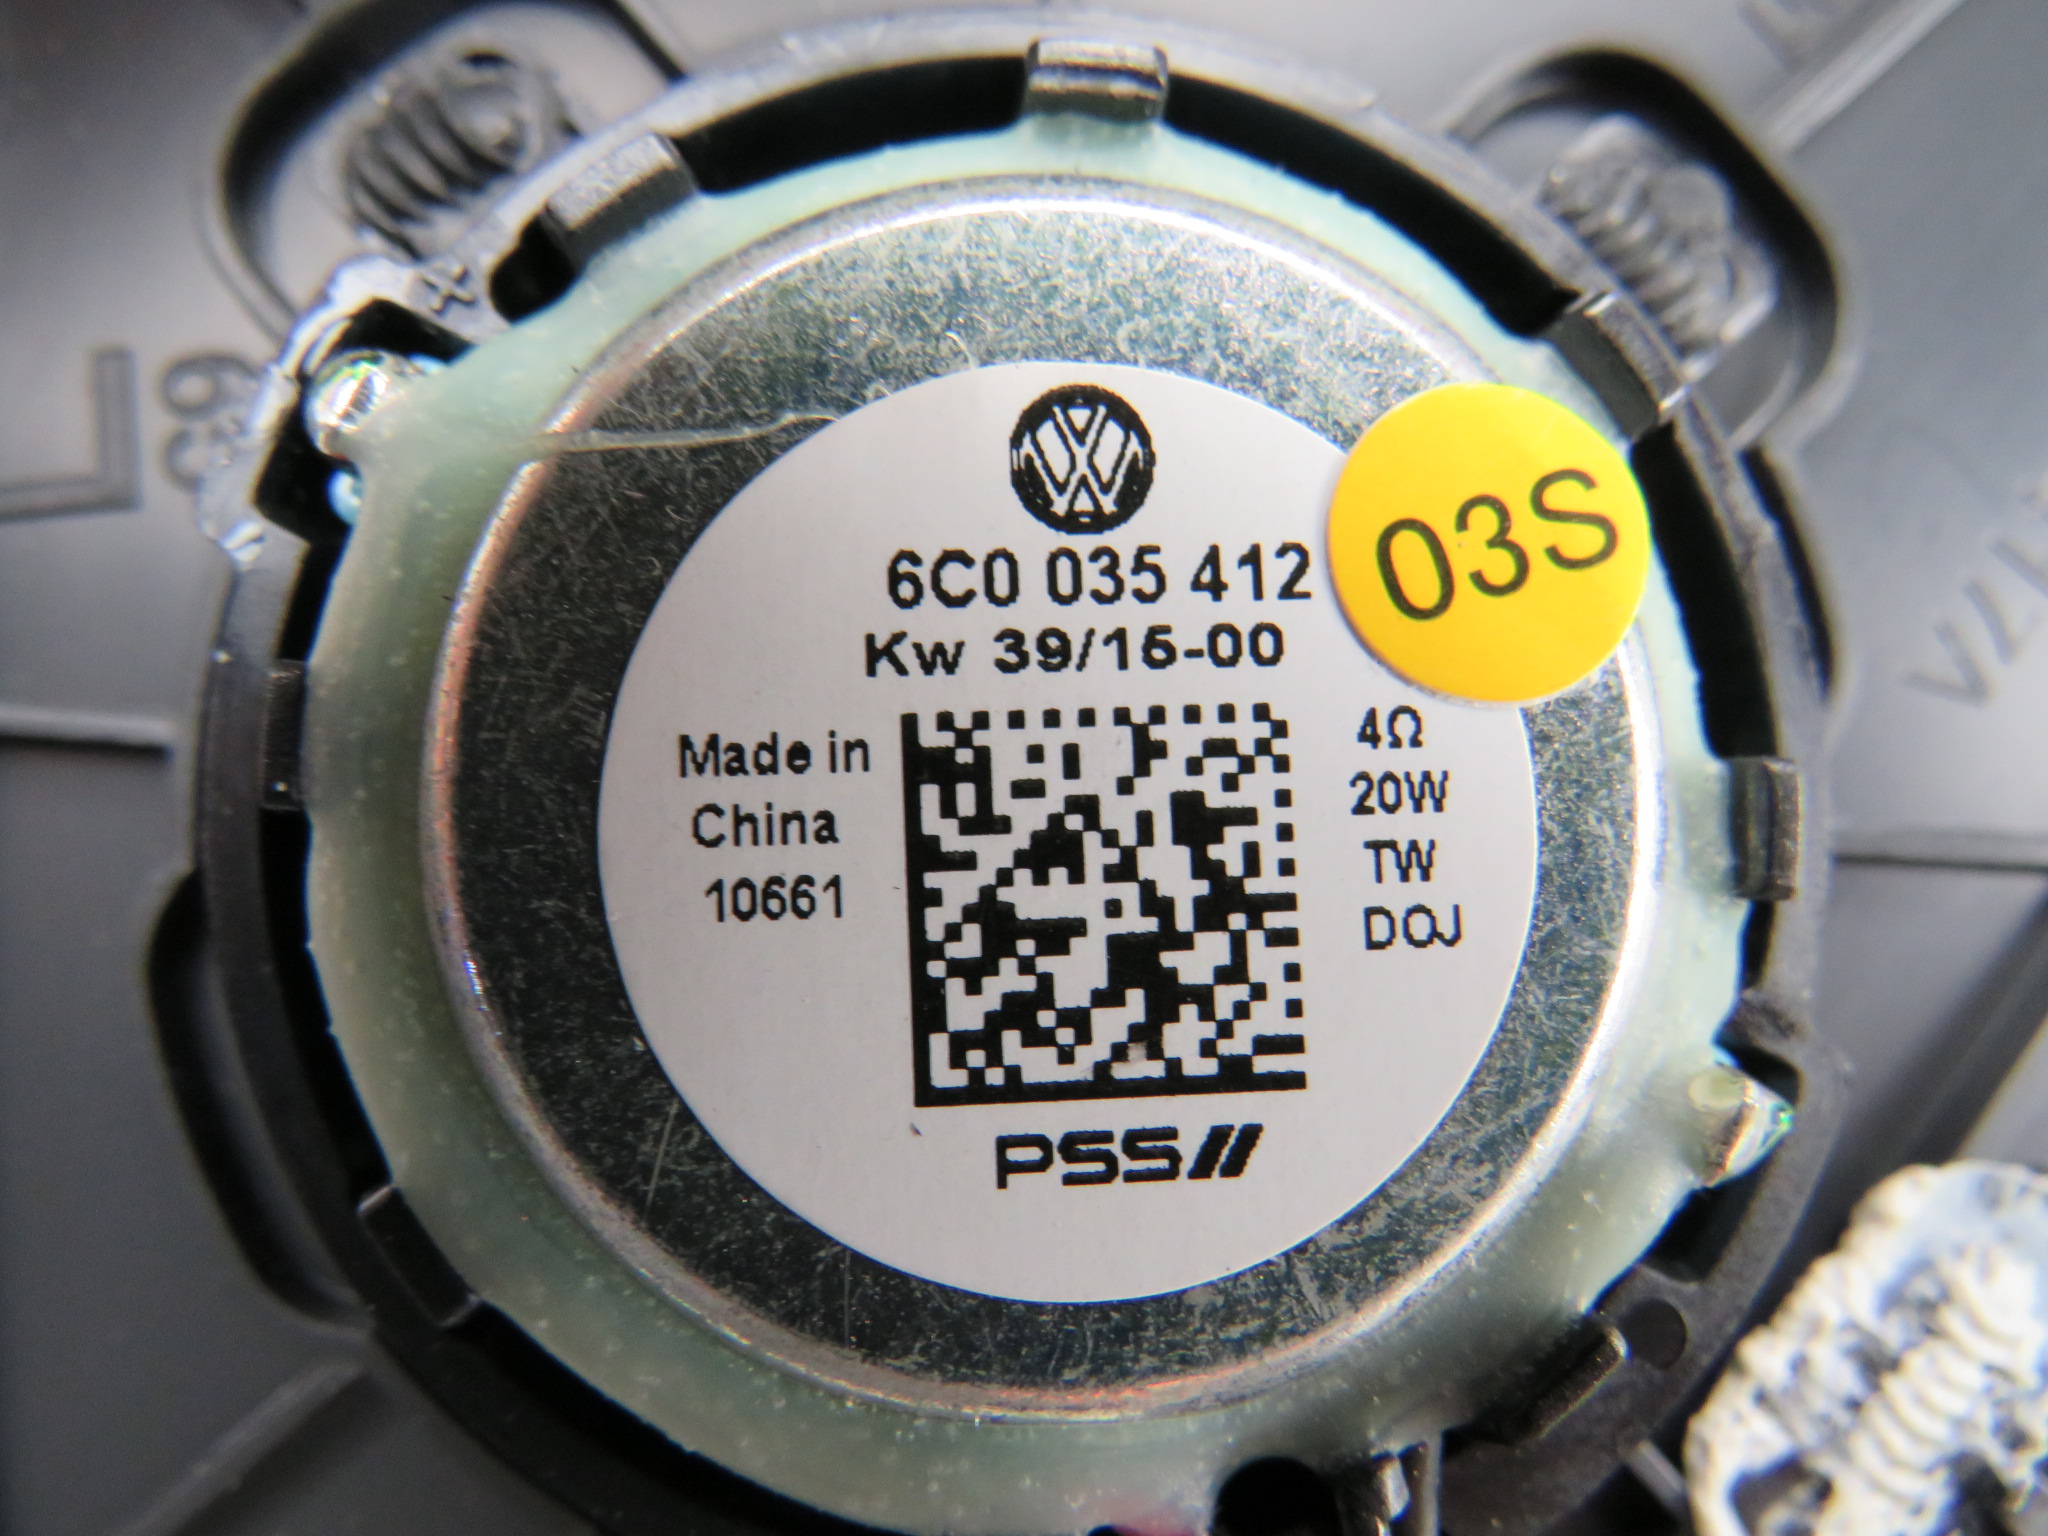 6C0 035 412
03S
Kw 39/15-00
Made in
China
10661
4Ω
20W
TW
DOJ
PSS
L